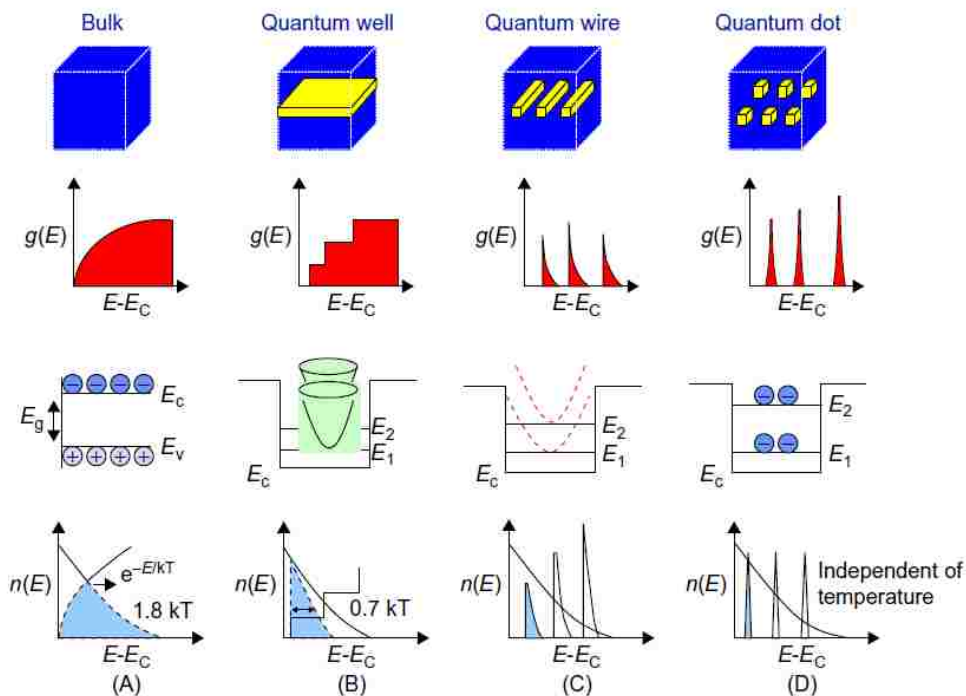 Bulk
Quantum well
Quantum wire
Quantum dot
g(E)
g(E)
g(E)
g(E)
E-E_C
E-E_C
E-E_C
E-E_C
− − − −
E_c
E_g
E_v
+ + + +
E_2
E_1
E_c
E_2
E_1
E_c
− −
E_2
− −
E_1
E_c
n(E)
e^−E/kT
1.8 kT
n(E)
0.7 kT
n(E)
n(E)
Independent of
temperature
E-E_C
E-E_C
E-E_C
E-E_C
(A)
(B)
(C)
(D)